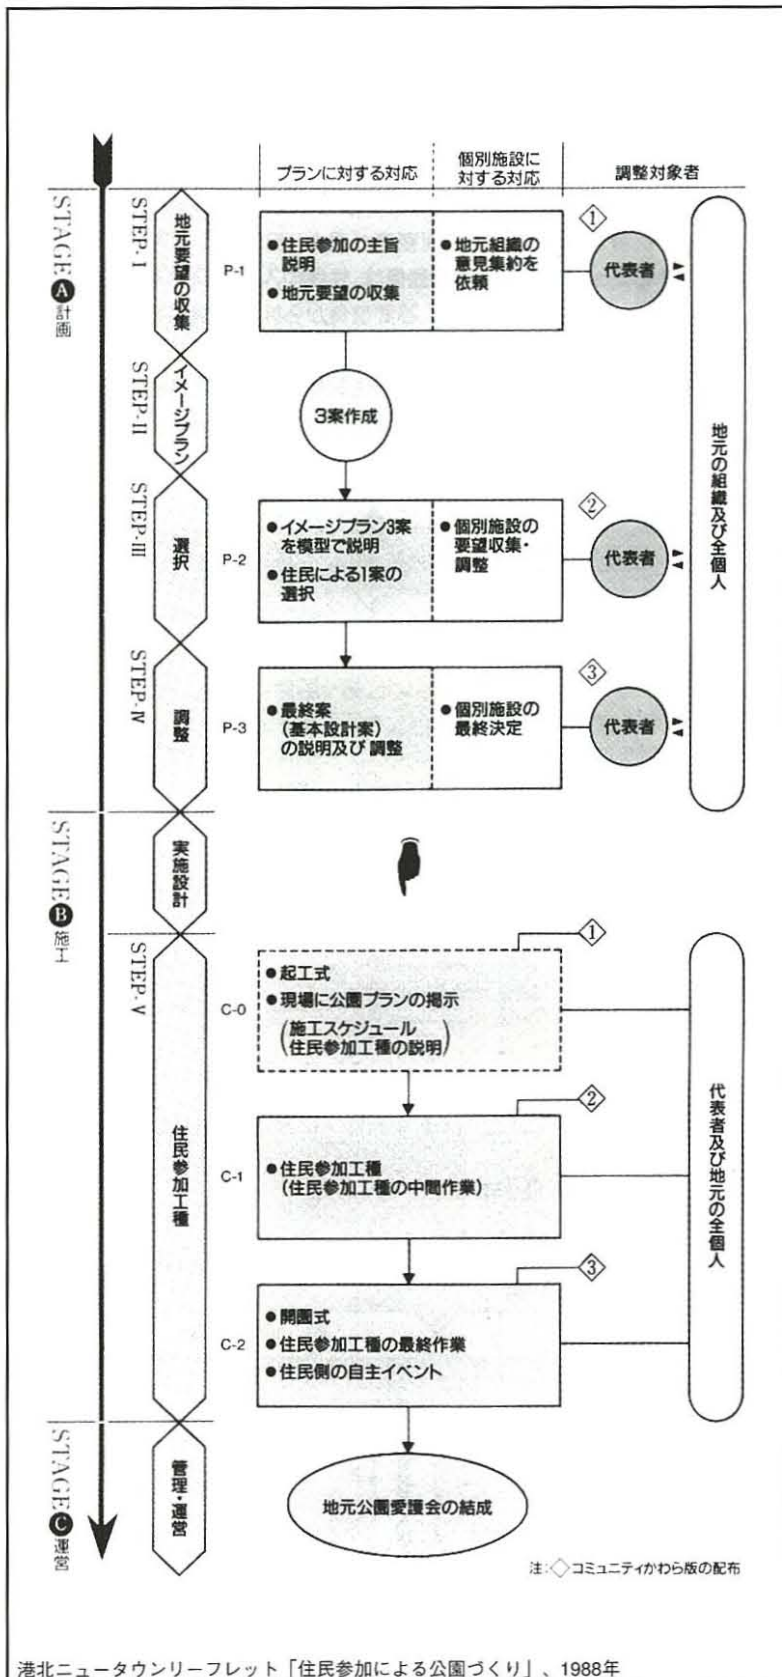 プランに対する対応
個別施設に
対する対応
調整対象者
STAGE A 計画
STEP-I
地元要望の収集
P-1
● 住民参加の主旨
説明
● 地元要望の収集
● 地元組織の
意見集約を
依頼
1
代表者
地元の組織及び全個人
STEP-II
イメージプラン
3案作成
STEP-III
選択
P-2
● イメージプラン3案
を模型で説明
● 住民による1案の
選択
● 個別施設の
要望収集・
調整
2
代表者
STEP-IV
調整
P-3
● 最終案
(基本設計案)
の説明及び調整
● 個別施設の
最終決定
3
代表者
STAGE B 施工
実施設計
STEP-V
住民参加工種
C-0
● 起工式
● 現場に公園プランの掲示
(施工スケジュール
住民参加工種の説明)
1
代表者及び地元の全個人
C-1
● 住民参加工種
(住民参加工種の中間作業)
2
C-2
● 開園式
● 住民参加工種の最終作業
● 住民側の自主イベント
3
STAGE C 運営
管理・運営
地元公園愛護会の結成
注:◇コミュニティかわら版の配布
港北ニュータウンリーフレット「住民参加による公園づくり」、1988年